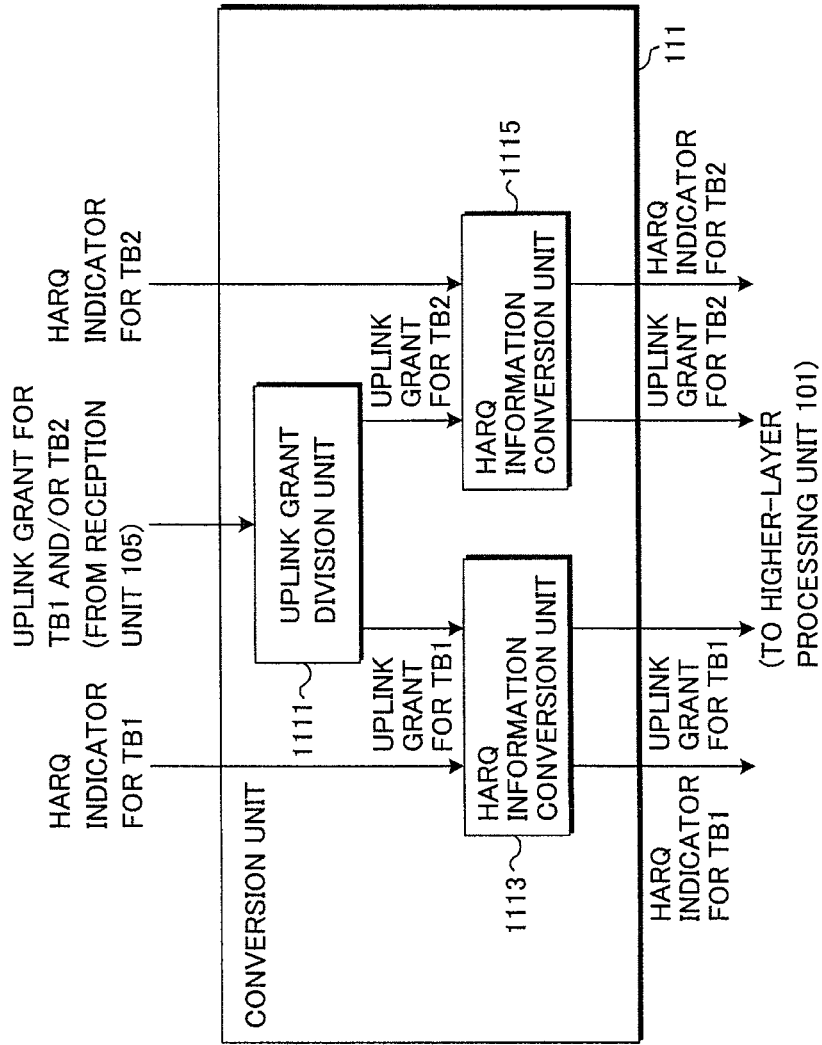 HARQ
INDICATOR
FOR TB1
UPLINK GRANT FOR
TB1 AND/OR TB2
(FROM RECEPTION
UNIT 105)
HARQ
INDICATOR
FOR TB2
CONVERSION UNIT
1111
UPLINK GRANT
DIVISION UNIT
UPLINK
GRANT
FOR TB1
UPLINK
GRANT
FOR TB2
1113
HARQ
INFORMATION
CONVERSION UNIT
HARQ
INFORMATION
CONVERSION UNIT
1115
111
HARQ
INDICATOR
FOR TB1
UPLINK
GRANT
FOR TB1
UPLINK
GRANT
FOR TB2
HARQ
INDICATOR
FOR TB2
(TO HIGHER-LAYER
PROCESSING UNIT 101)